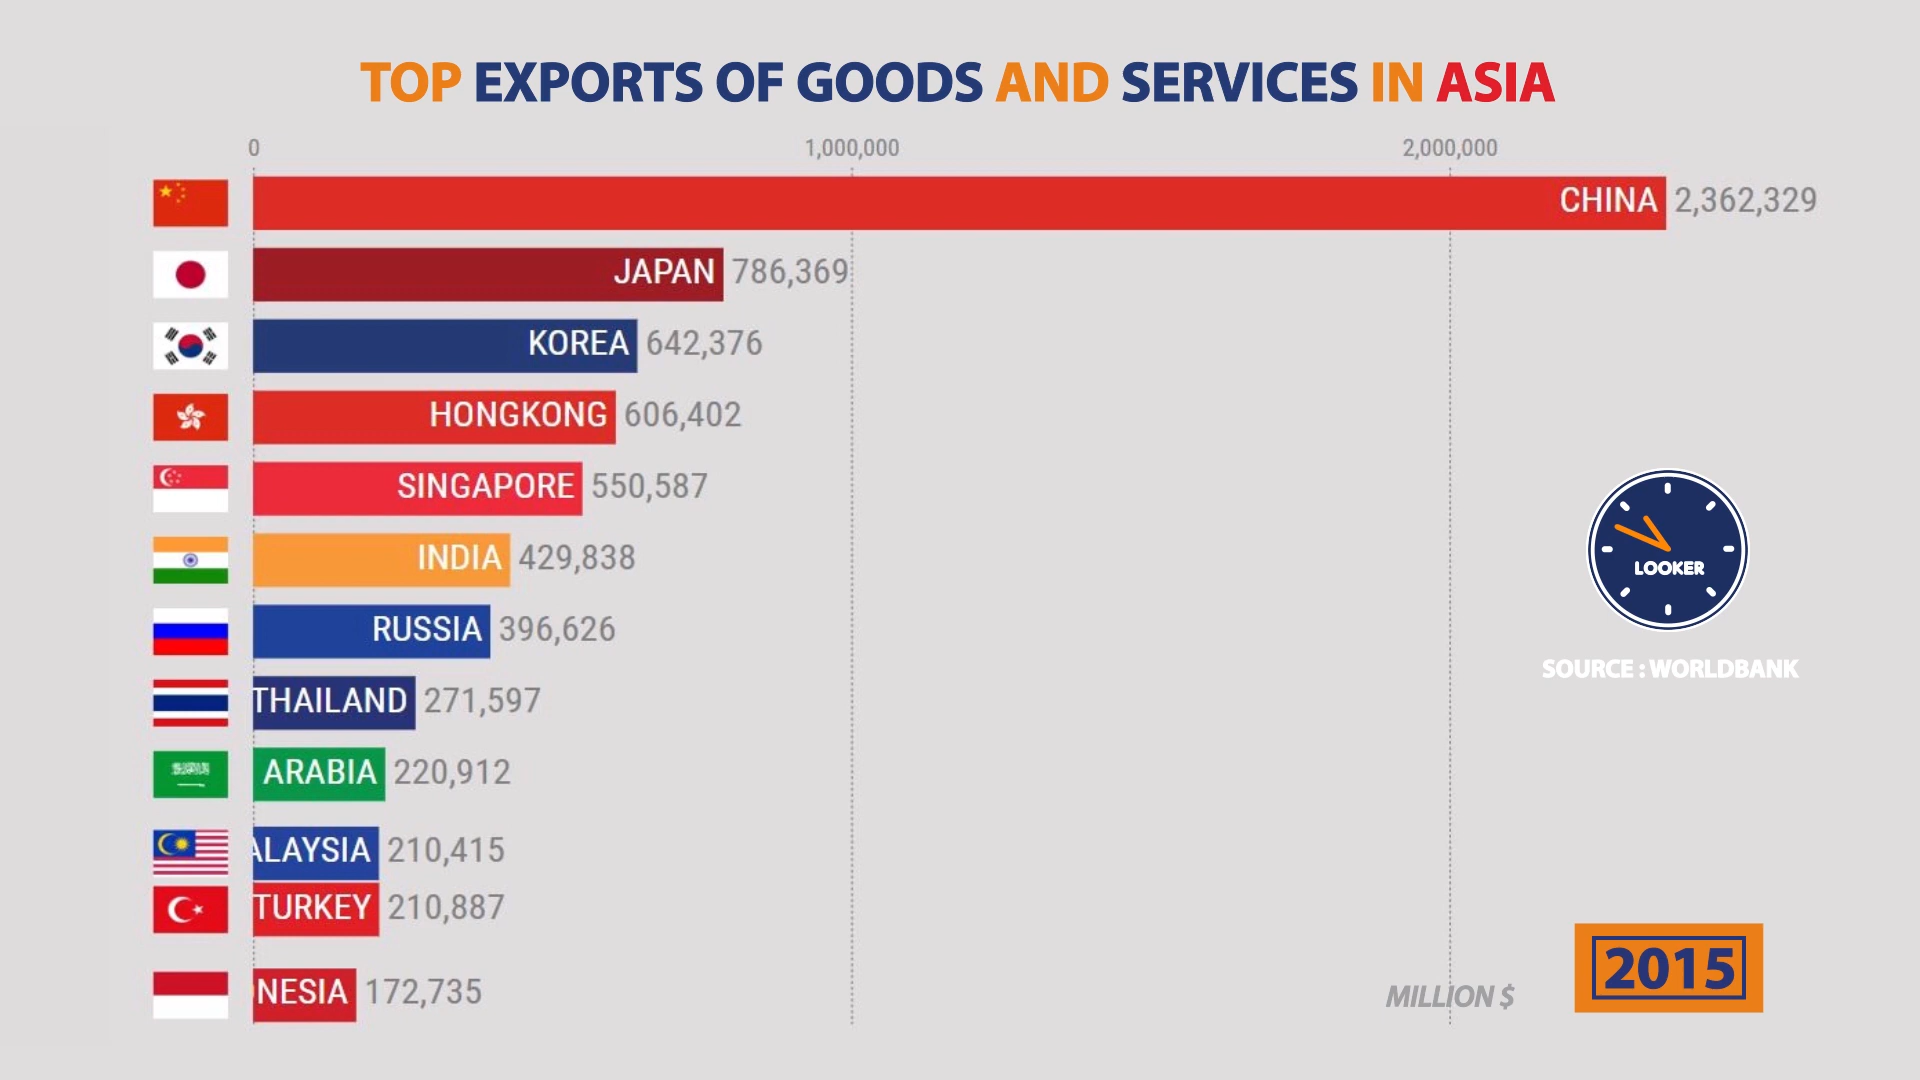 TOP EXPORTS OF GOODS AND SERVICES IN ASIA
0 1,000,000 2,000,000
CHINA 2,362,329
JAPAN 786,369
KOREA 642,376
HONGKONG 606,402
SINGAPORE 550,587
INDIA 429,838
RUSSIA 396,626
THAILAND 271,597
ARABIA 220,912
ALAYSIA 210,415
TURKEY 210,887
NESIA 172,735
LOOKER
SOURCE : WORLDBANK
MILLION $
2015